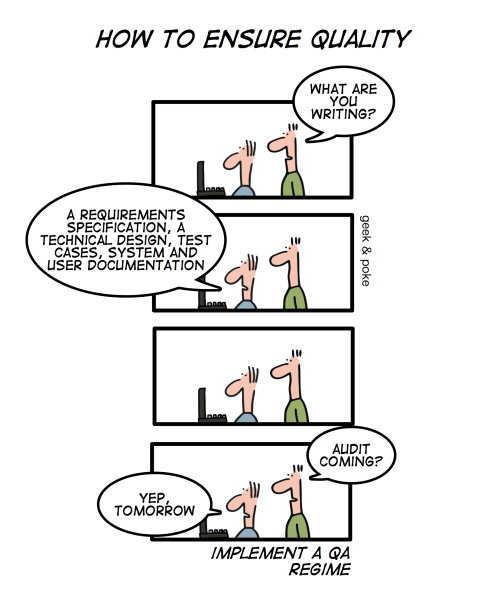 HOW TO ENSURE QUALITY
WHAT ARE
YOU
WRITING?
A REQUIREMENTS
SPECIFICATION, A
TECHNICAL DESIGN, TEST
CASES, SYSTEM AND
USER DOCUMENTATION
geek & poke
AUDIT
COMING?
YEP,
TOMORROW
IMPLEMENT A QA
REGIME